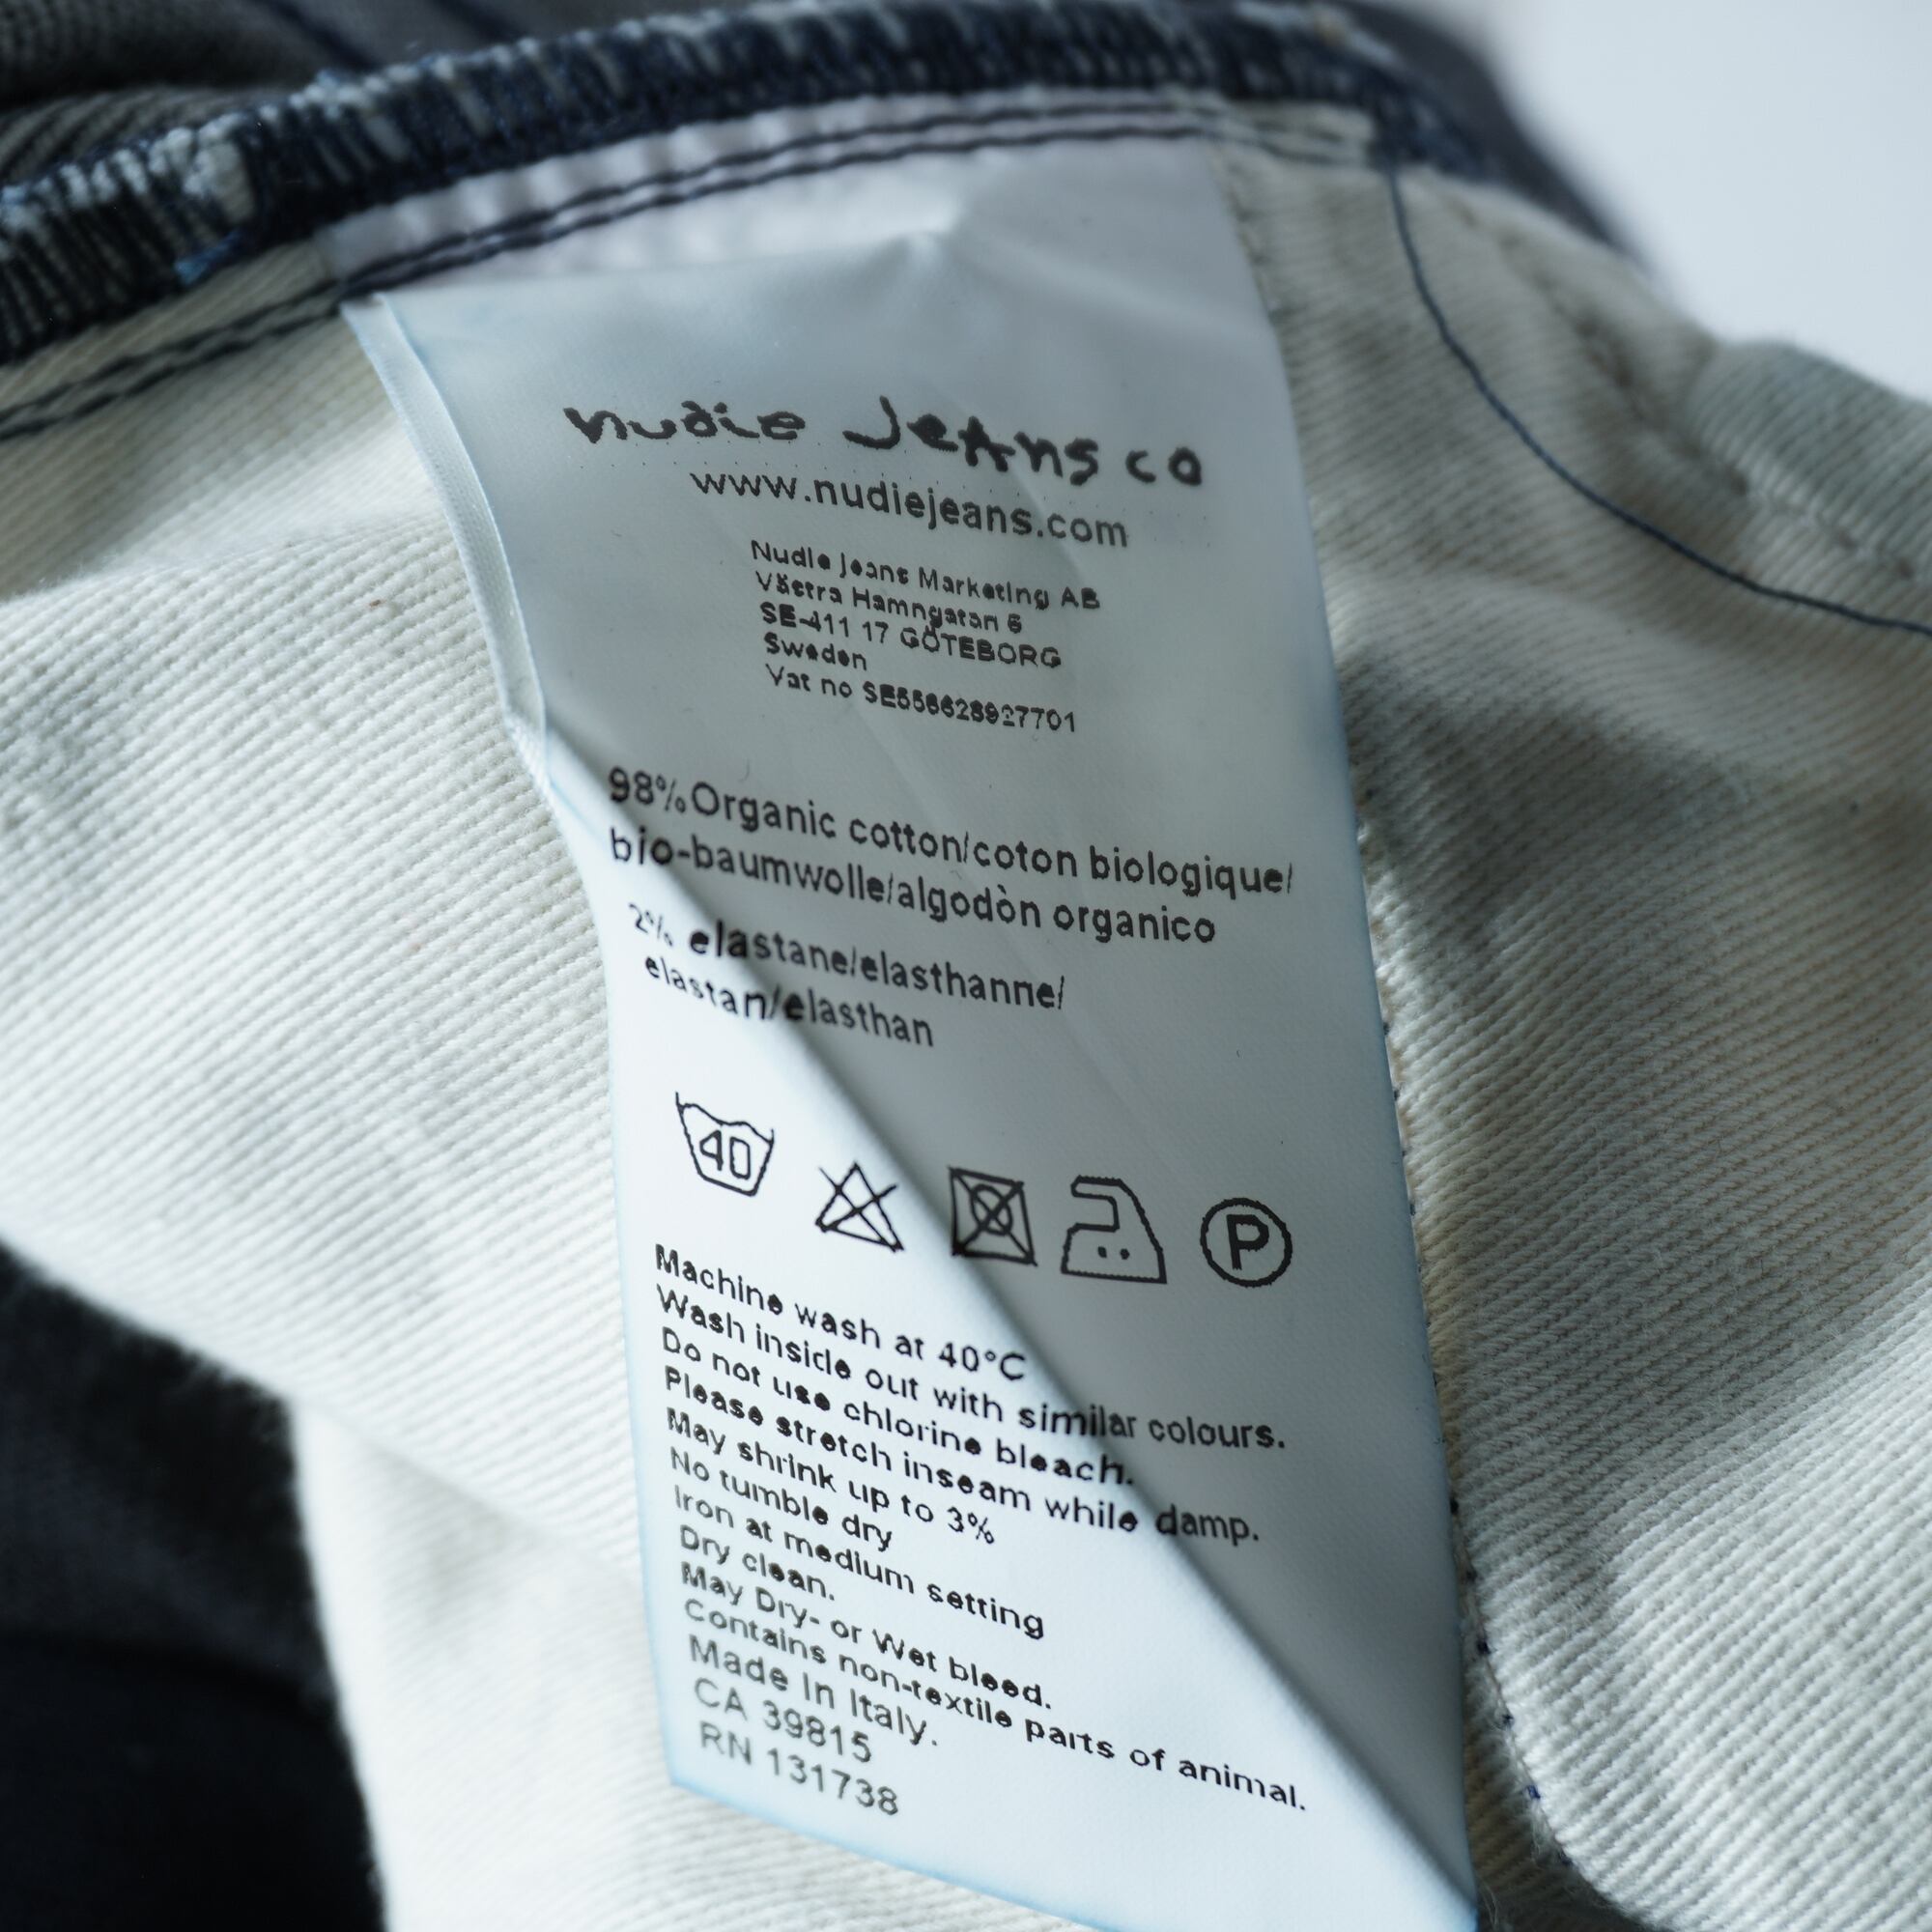 nudie Jeans co
www.nudiejeans.com
Nudie Jeans Marketing AB
Västra Hamngatan 6
SE-411 17 GÖTEBORG
Sweden
Vat no SE556628927701
98%Organic cotton/coton biologique/
bio-baumwolle/algodòn organico
2% elastane/elasthanne/
elastan/elasthan
40 P
Machine wash at 40°C
Wash inside out with similar colours.
Do not use chlorine bleach.
Please stretch inseam while damp.
May shrink up to 3%
No tumble dry
Iron at medium setting
Dry clean.
May Dry- or Wet bleed.
Contains non-textile parts of animal.
Made in Italy.
CA 39815
RN 131738